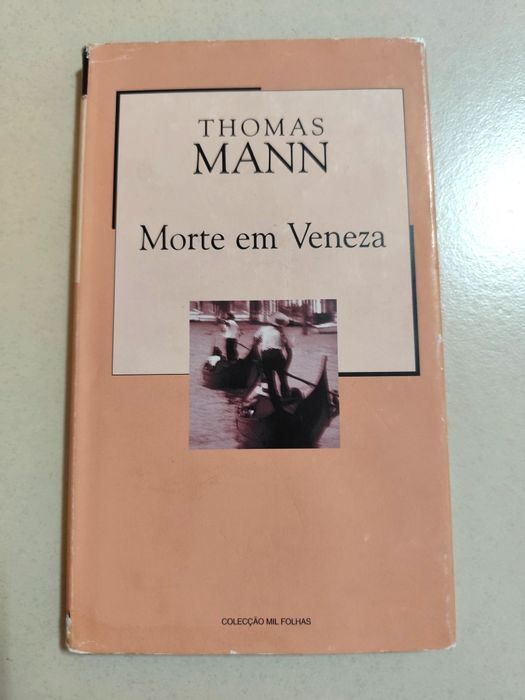 THOMAS
MANN
Morte em Veneza
COLECÇÃO MIL FOLHAS